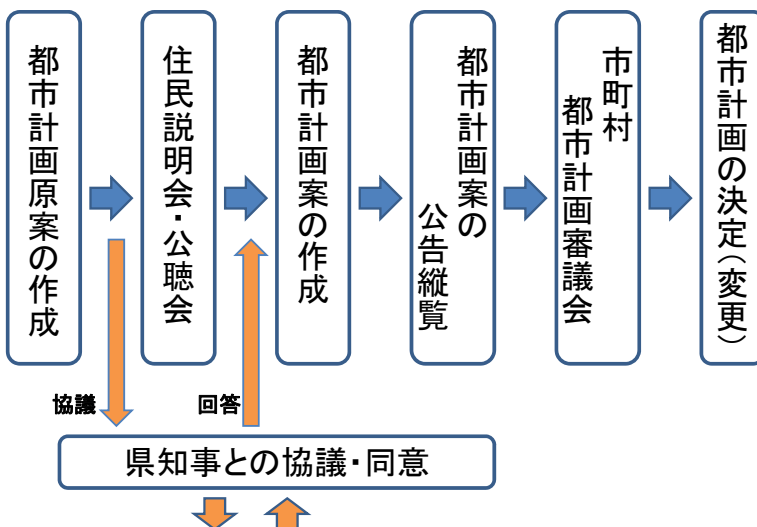 都市計画原案の作成
住民説明会・公聴会
都市計画案の作成
都市計画案の
公告縦覧
市町村
都市計画審議会
都市計画の決定(変更)
協議
回答
県知事との協議・同意